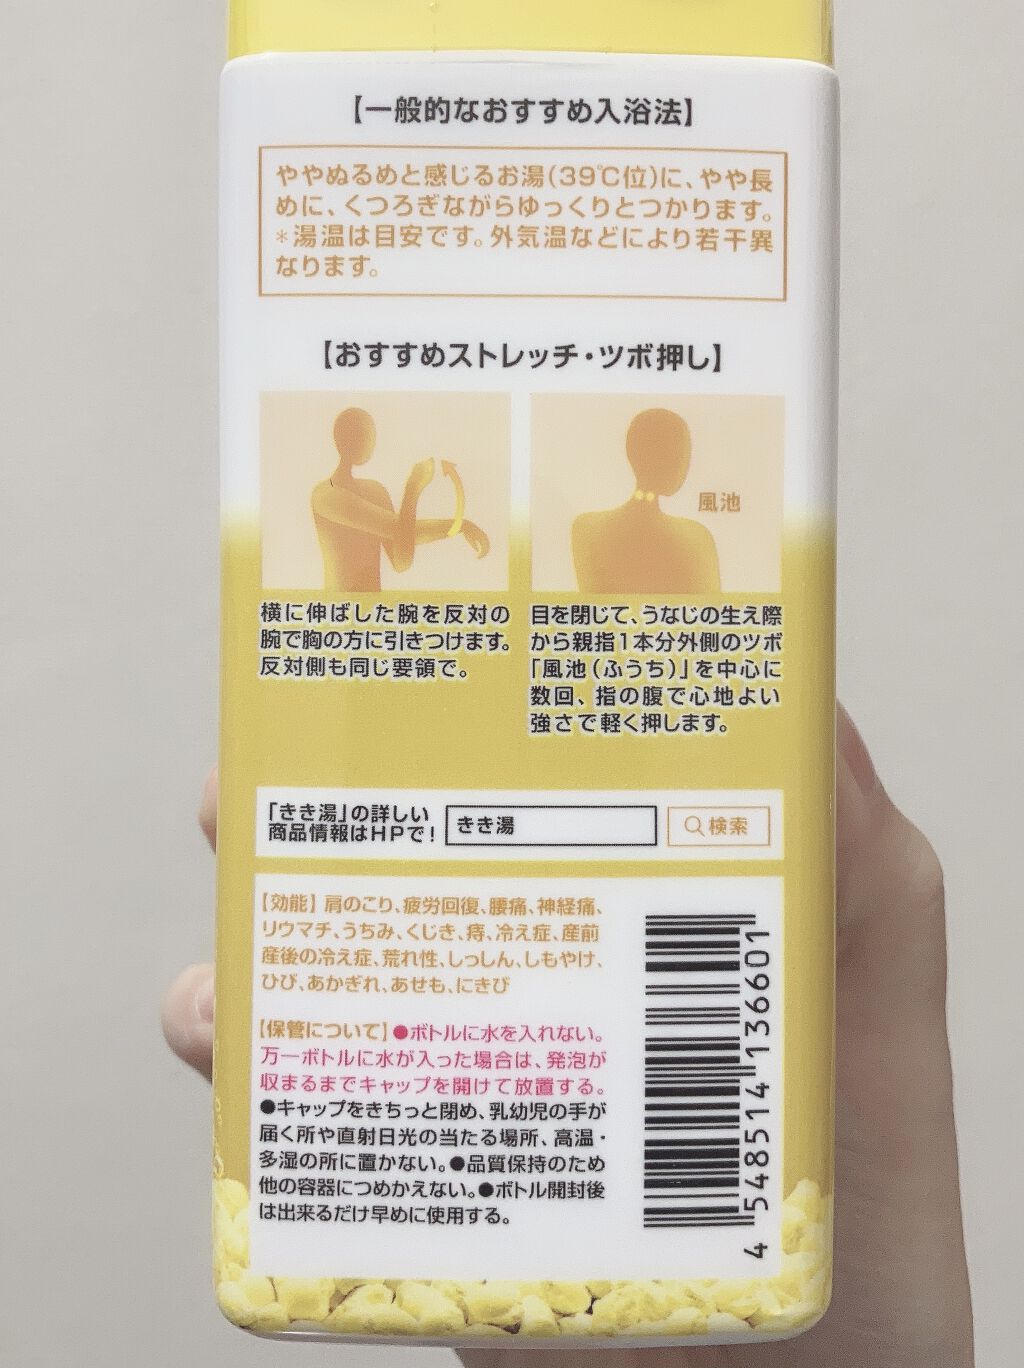 【一般的なおすすめ入浴法】
ややぬるめと感じるお湯(39℃位)に、やや長
めに、くつろぎながらゆっくりとつかります。
＊湯温は目安です。外気温などにより若干異
なります。
【おすすめストレッチ・ツボ押し】
風池
横に伸ばした腕を反対の
腕で胸の方に引きつけます。
反対側も同じ要領で。
目を閉じて、うなじの生え際
から親指1本分外側のツボ
「風池(ふうち)」を中心に
数回、指の腹で心地よい
強さで軽く押します。
「きき湯」の詳しい
商品情報はHPで!
きき湯
検索
【効能】肩のこり、疲労回復、腰痛、神経痛、
リウマチ、うちみ、くじき、痔、冷え症、産前
産後の冷え症、荒れ性、しっしん、しもやけ、
ひび、あかぎれ、あせも、にきび
【保管について】●ボトルに水を入れない。
万一ボトルに水が入った場合は、発泡が
収まるまでキャップを開けて放置する。
●キャップをきちっと閉め、乳幼児の手が
届く所や直射日光の当たる場所、高温・
多湿の所に置かない。●品質保持のため
他の容器につめかえない。●ボトル開封後
は出来るだけ早めに使用する。
4 548514 136601